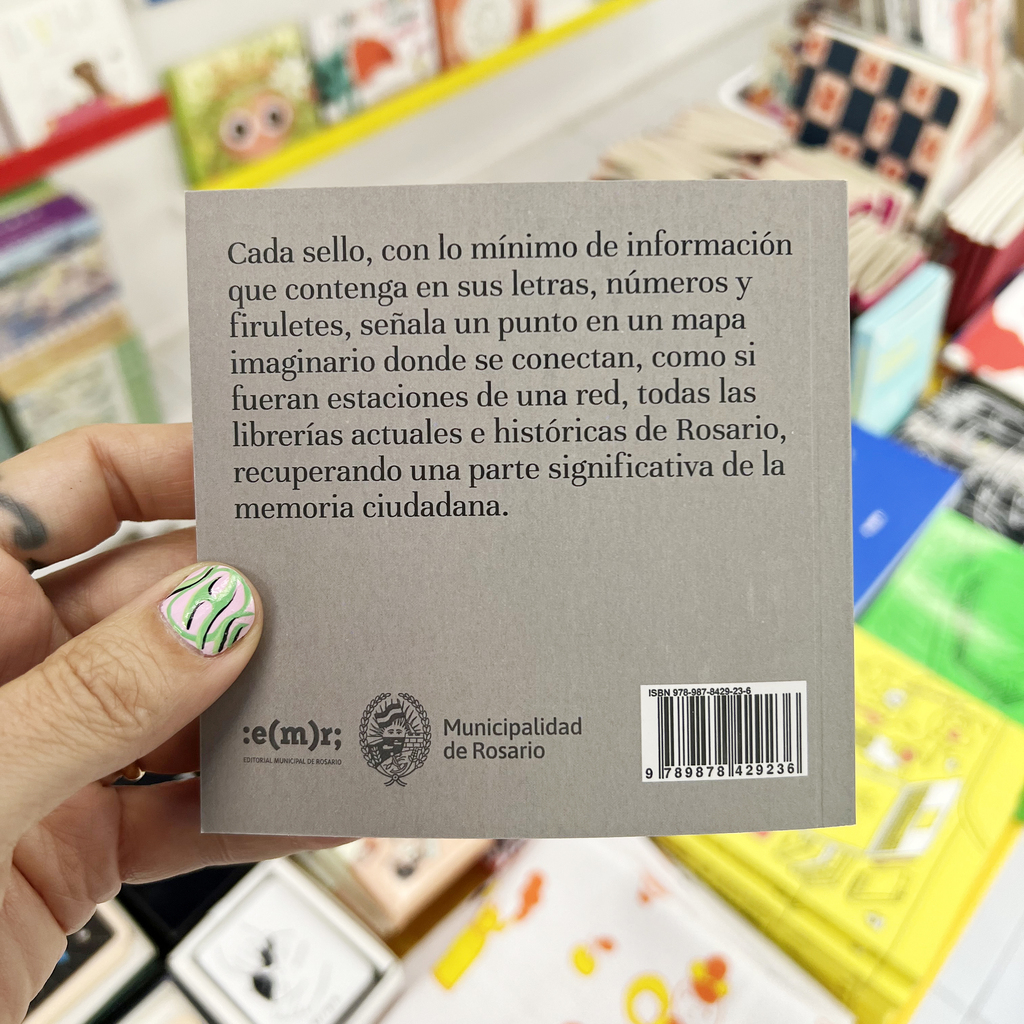 Cada sello, con lo mínimo de información
que contenga en sus letras, números y
firuletes, señala un punto en un mapa
imaginario donde se conectan, como si
fueran estaciones de una red, todas las
librerías actuales e históricas de Rosario,
recuperando una parte significativa de la
memoria ciudadana.
:e(m)r;
EDITORIAL MUNICIPAL DE ROSARIO
Municipalidad
de Rosario
ISBN 978-987-8429-23-6
9 789878 429236